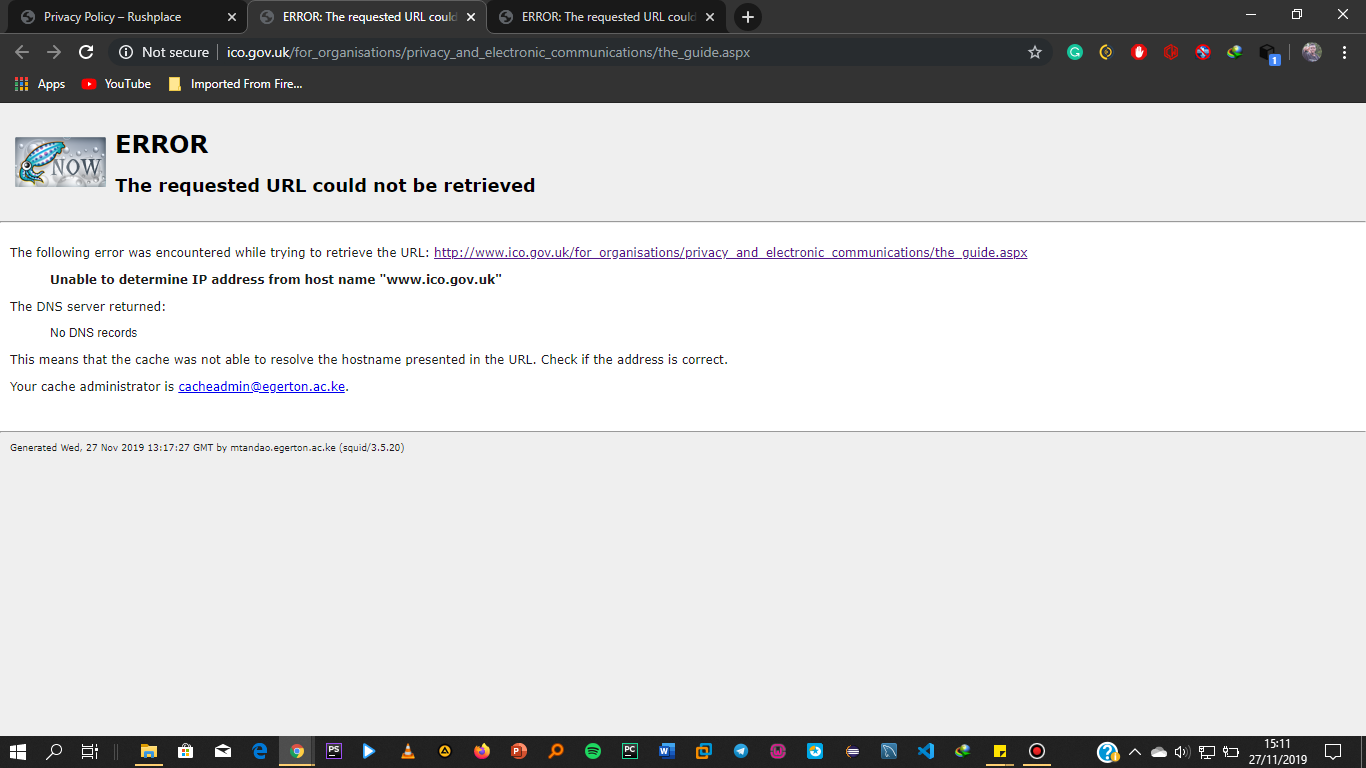 Privacy Policy – Rushplace
ERROR: The requested URL could
ERROR: The requested URL could
Not secure
ico.gov.uk/for_organisations/privacy_and_electronic_communications/the_guide.aspx
1
Apps
YouTube
Imported From Fire...
NOW
ERROR
The requested URL could not be retrieved
The following error was encountered while trying to retrieve the URL: http://www.ico.gov.uk/for_organisations/privacy_and_electronic_communications/the_guide.aspx
Unable to determine IP address from host name "www.ico.gov.uk"
The DNS server returned:
No DNS records
This means that the cache was not able to resolve the hostname presented in the URL. Check if the address is correct.
Your cache administrator is cacheadmin@egerton.ac.ke.
Generated Wed, 27 Nov 2019 13:17:27 GMT by mtandao.egerton.ac.ke (squid/3.5.20)
PS
PC
15:11
27/11/2019